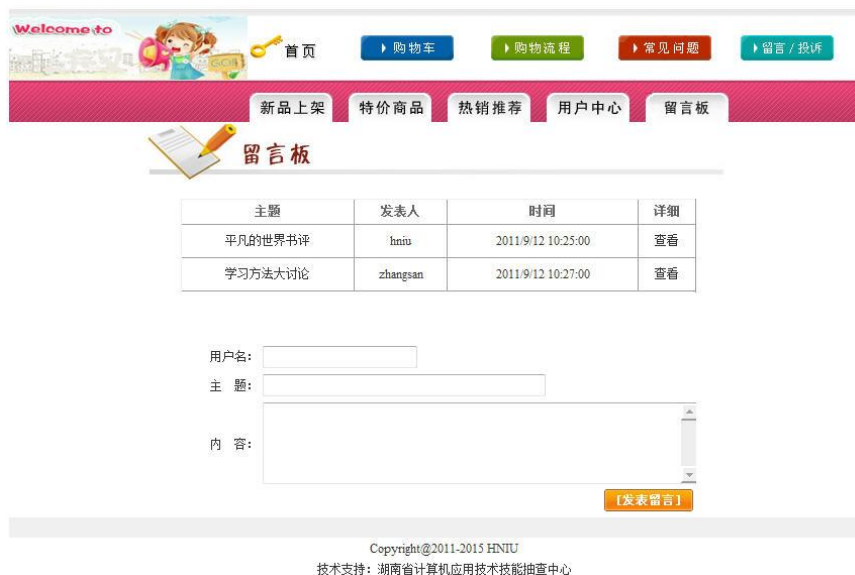 Welcome to
GO!!
首页
购物车
购物流程
常见问题
留言/投诉
新品上架 特价商品 热销推荐 用户中心 留言板
留言板
主题 发表人 时间 详细
平凡的世界书评 hniu 2011/9/12 10:25:00 查看
学习方法大讨论 zhangsan 2011/9/12 10:27:00 查看
用户名:
主 题:
内 容:
[发表留言]
Copyright@2011-2015 HNIU
技术支持: 湖南省计算机应用技术技能抽查中心